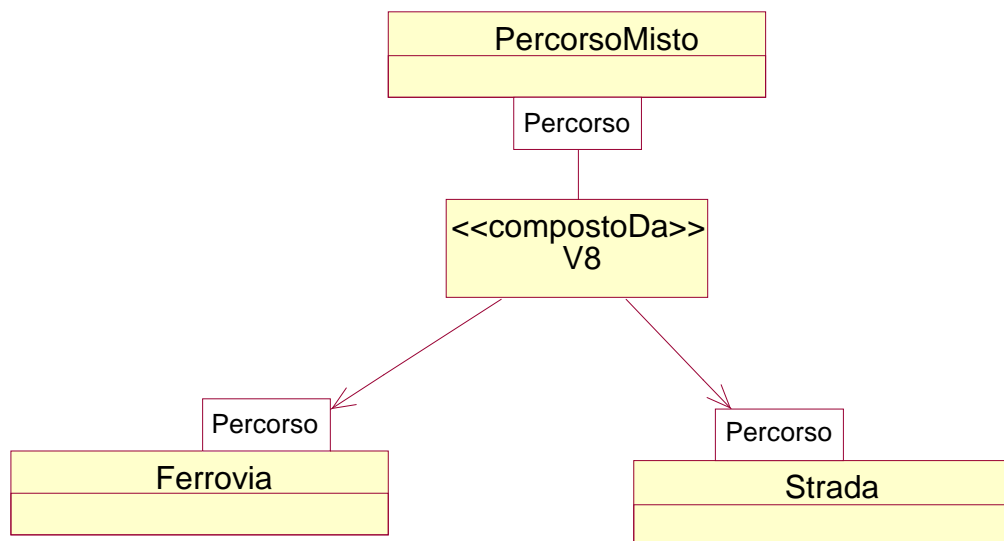 PercorsoMisto
Percorso
<<compostoDa>>
V8
Percorso
Percorso
Ferrovia
Strada